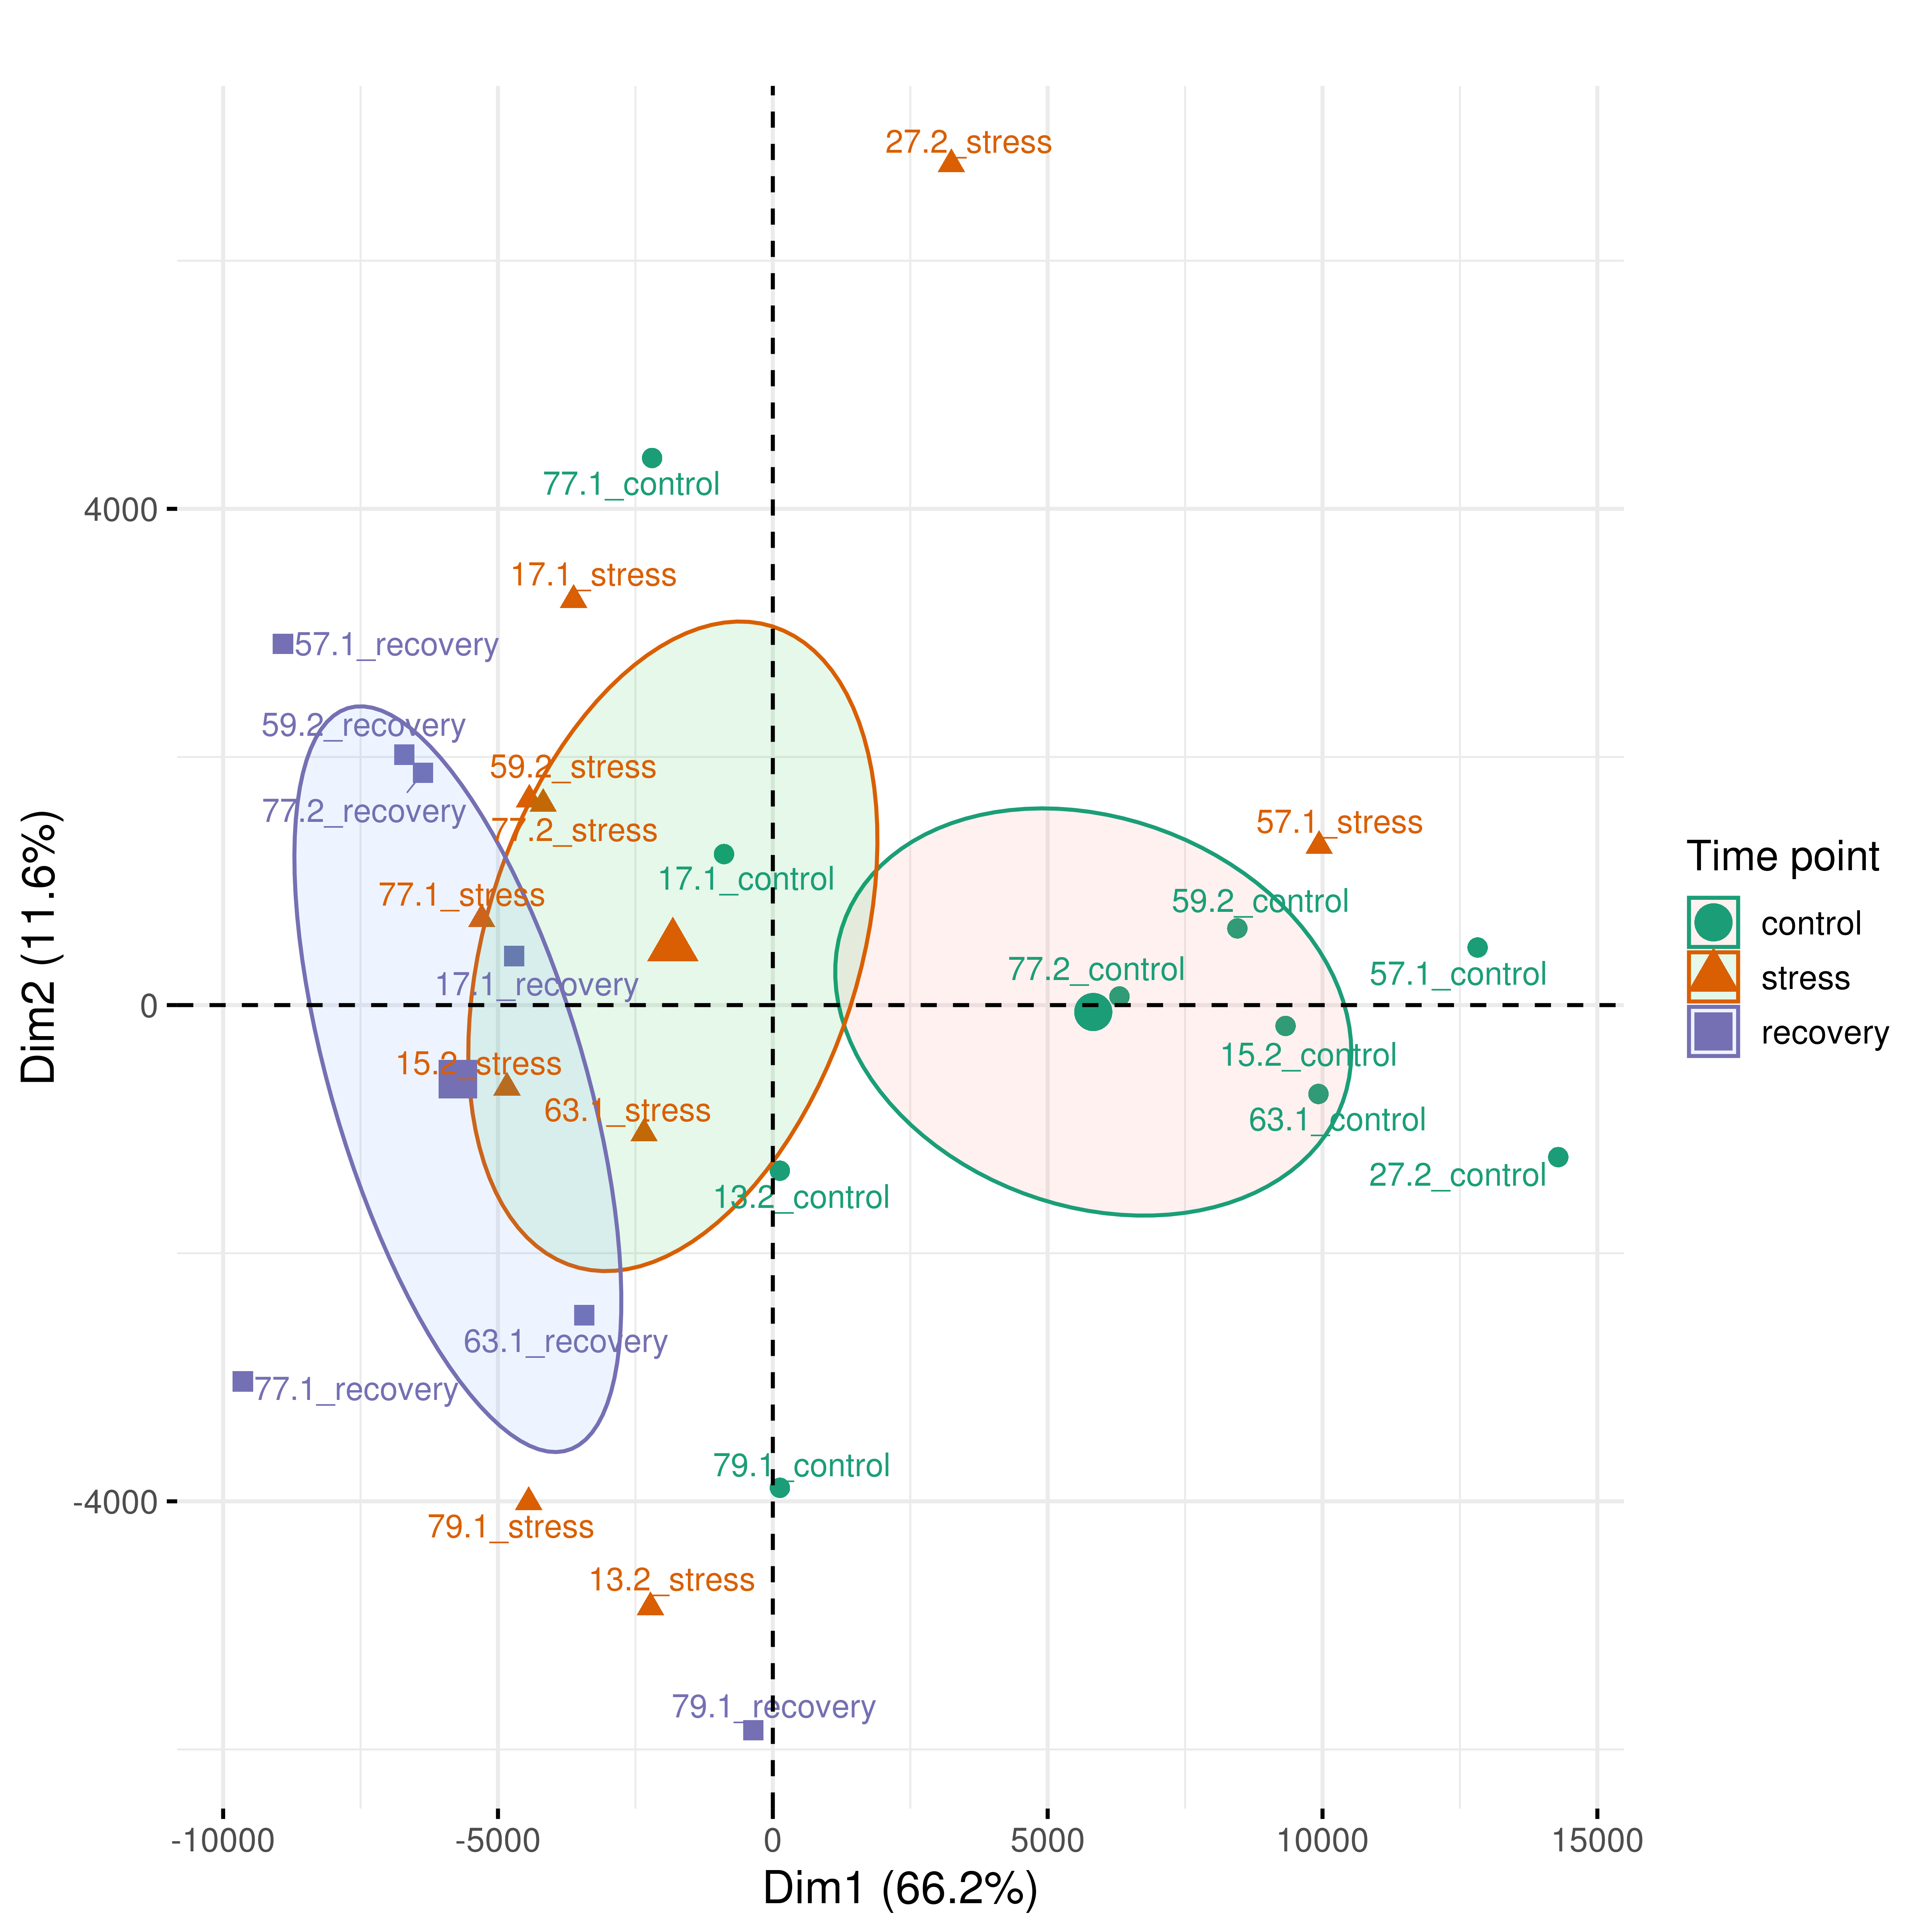 27.2_stress
77.1_control
4000
17.1_stress
57.1_recovery
59.2_recovery
59.2_stress
77.2_recovery
77.2_stress
57.1_stress
Time point
17.1_control
77.1_stress
59.2_control
control
77.2_control
57.1_control
stress
17.1_recovery
0
recovery
15.2_stress
15.2_control
63.1_stress
63.1_control
27.2_control
13.2_control
63.1_recovery
77.1_recovery
79.1_control
-4000
79.1_stress
13.2_stress
79.1_recovery
-10000 -5000 0 5000 10000 15000
Dim1 (66.2%)
Dim2 (11.6%)